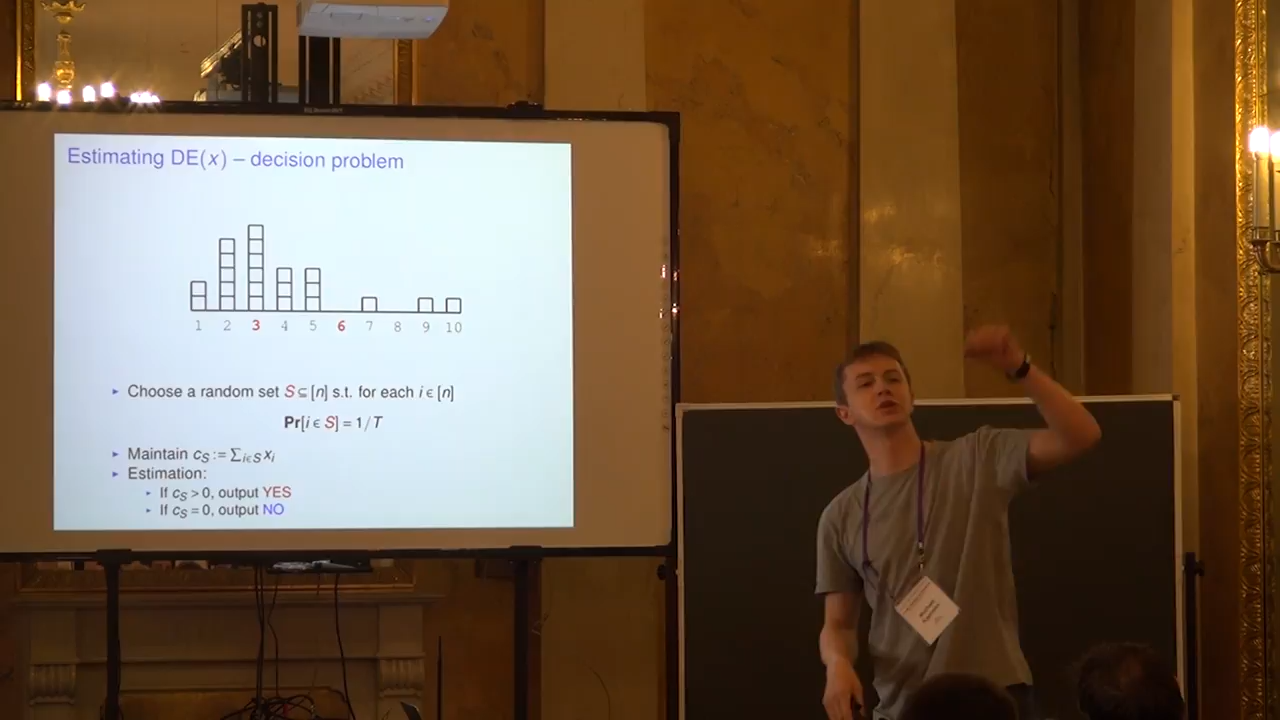 Estimating DE(x) – decision problem
1 2 3 4 5 6 7 8 9 10
▸ Choose a random set S ⊆ [n] s.t. for each i ∈ [n]
Pr[i ∈ S] = 1/T
▸ Maintain c_S := ∑_{i∈S} x_i
▸ Estimation:
▸ If c_S > 0, output YES
▸ If c_S = 0, output NO